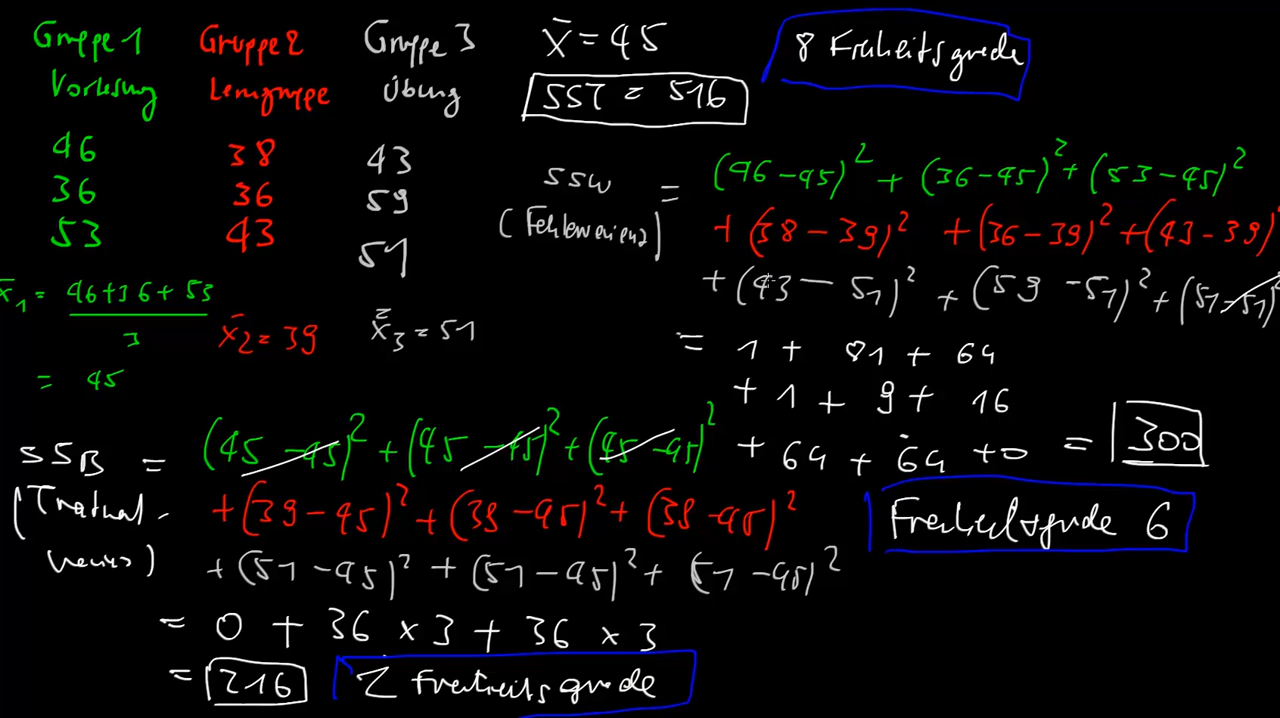 Gruppe 1 Gruppe 2 Gruppe 3 x̄ = 45 8 Freiheitsgrade
Vorlesung Lerngruppe Übung SST = 516
46 38 43
36 36 59
53 43 51
x̄₁ = (46+36+53)/3 x̄₂ = 39 x̄₃ = 51
= 45
SSW = (46-45)² + (36-45)² + (53-45)²
(Fehlervarianz) + (38-39)² + (36-39)² + (43-39)²
+ (43-51)² + (59-51)² + (51-51)²
= 1 + 81 + 64
+ 1 + 9 + 16
+ 64 + 64 + 0 = 300
Freiheitsgrade 6
SSB = (45-45)² + (45-45)² + (45-45)²
+ (39-45)² + (39-45)² + (39-45)²
+ (51-45)² + (51-45)² + (51-45)²
= 0 + 36 × 3 + 36 × 3
= 216 2 Freiheitsgrade